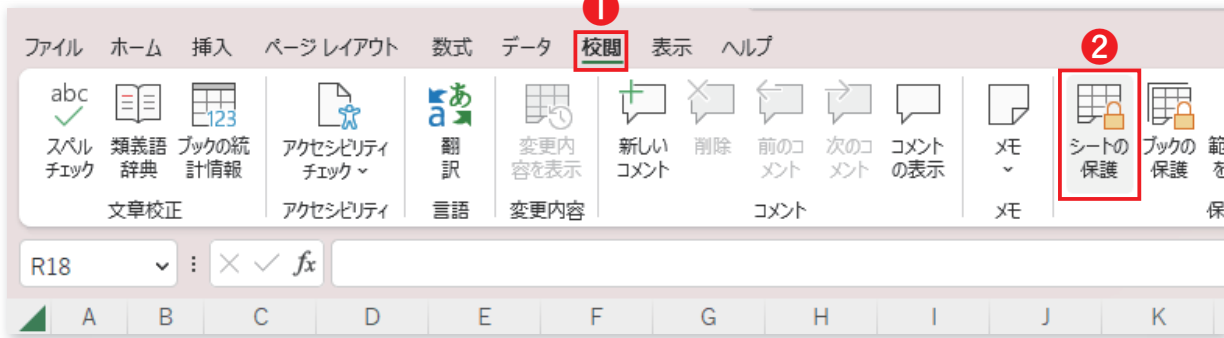 1
ファイル ホーム 挿入 ページ レイアウト 数式 データ 校閲 表示 ヘルプ
2
abc
123
あ
a
スペル 類義語 ブックの統 アクセシビリティ 翻 変更内 新しい 削除 前のコ 次のコ コメント メモ シートの ブックの 範
チェック 辞典 計情報 チェック 訳 容を表示 コメント メント メント の表示 保護 保護 を
文章校正 アクセシビリティ 言語 変更内容 コメント メモ 保
R18 fx
A B C D E F G H I J K